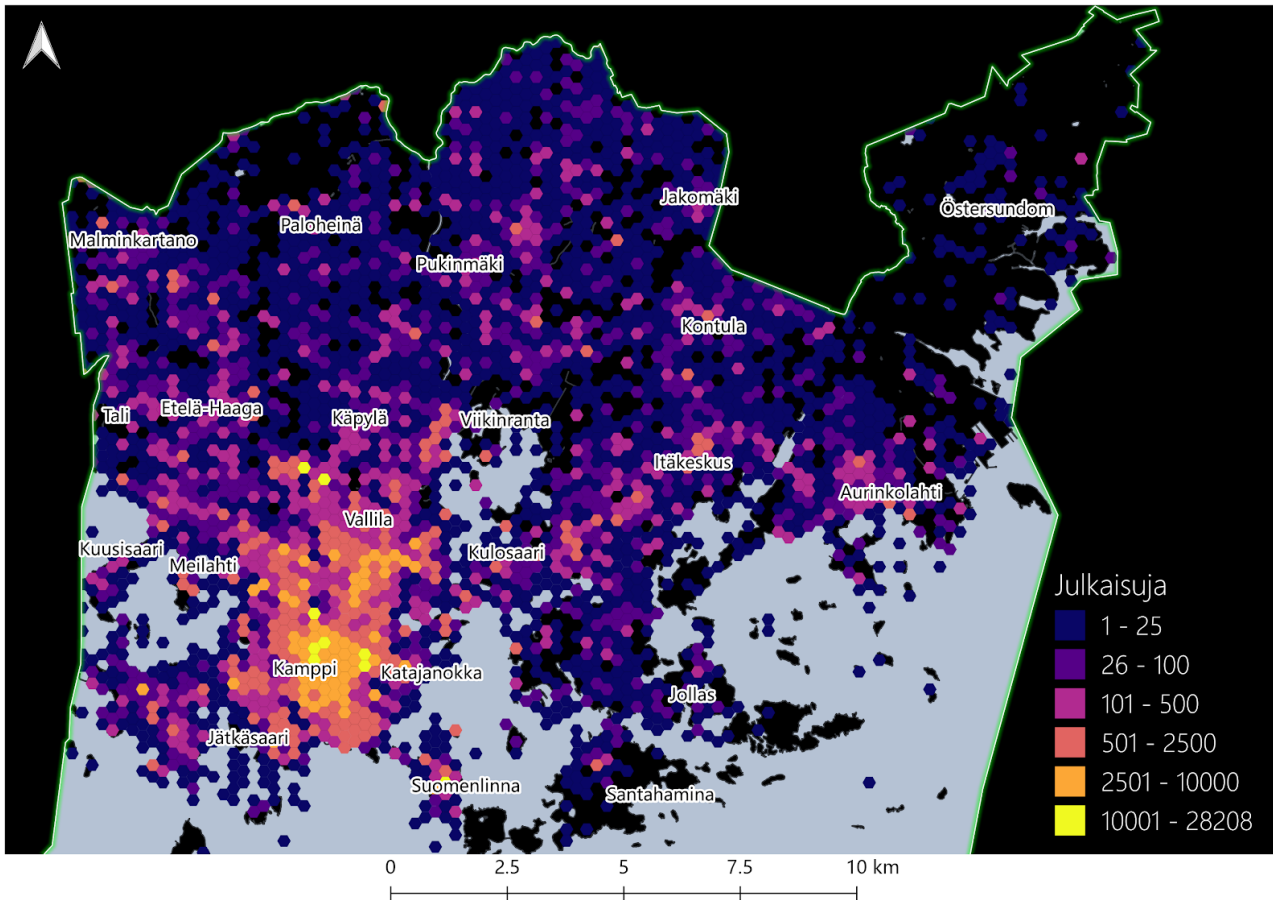 Jakomäki
Östersundom
Paloheinä
Malminkartano
Pukinmäki
Kontula
Etelä-Haaga
Tali
Käpylä
Viikinranta
Itäkeskus
Aurinkolahti
Vallila
Kuusisaari
Meilahti
Kulosaari
Kamppi
Katajanokka
Jollas
Jätkäsaari
Suomenlinna
Santahamina
Julkaisuja
1 - 25
26 - 100
101 - 500
501 - 2500
2501 - 10000
10001 - 28208
0 2.5 5 7.5 10 km